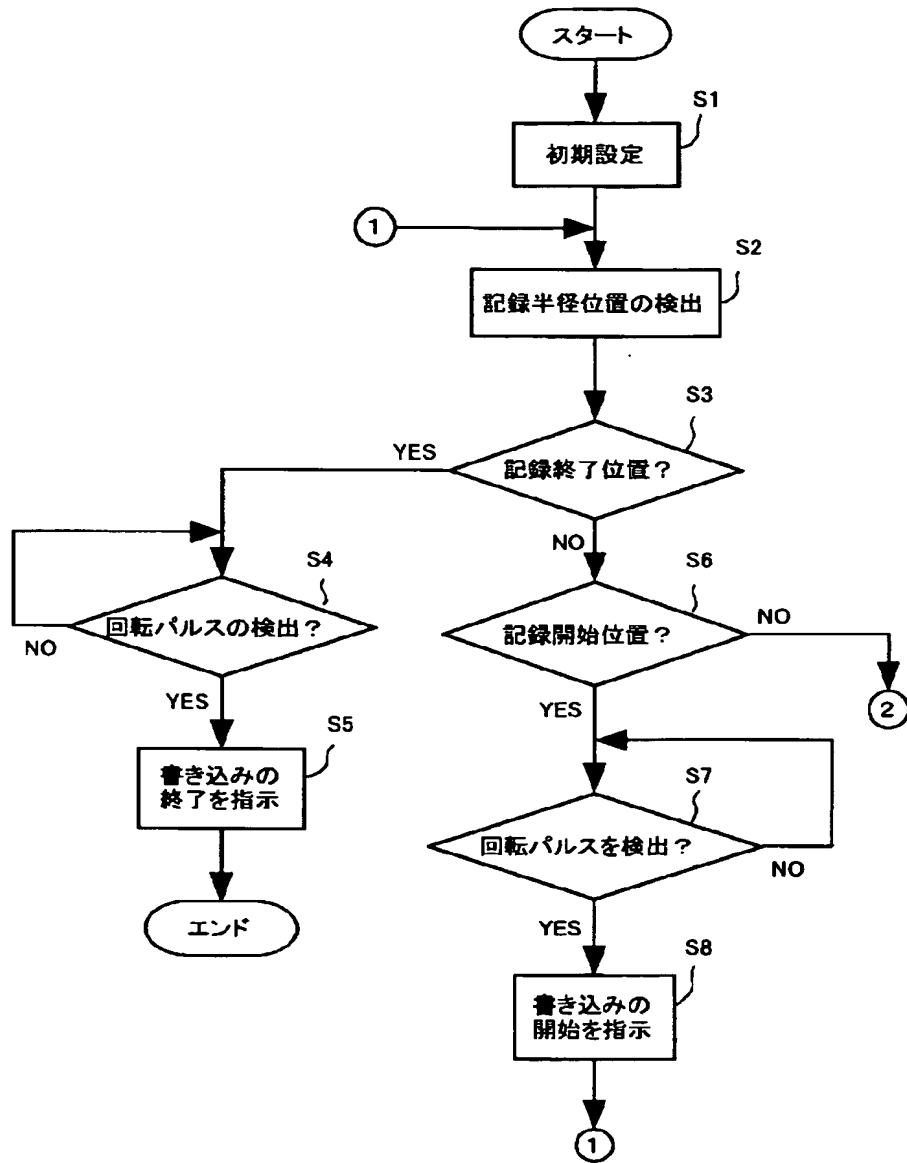 スタート
S1
初期設定
1
S2
記録半径位置の検出
S3
YES
記録終了位置?
NO
S4
S6
回転パルスの検出?
記録開始位置?
NO
NO
YES
YES
2
S5
書き込みの
終了を指示
S7
回転パルスを検出?
NO
エンド
YES
S8
書き込みの
開始を指示
1